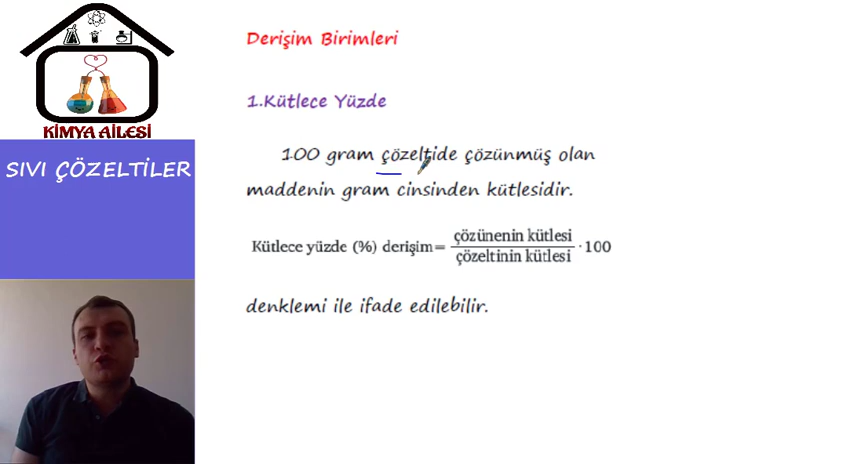 KİMYA AİLESİ
SIVI ÇÖZELTİLER
Derişim Birimleri
1.Kütlece Yüzde
100 gram çözeltide çözünmüş olan
maddenin gram cinsinden kütlesidir.
Kütlece yüzde (%) derişim= çözünenin kütlesi / çözeltinin kütlesi · 100
denklemi ile ifade edilebilir.